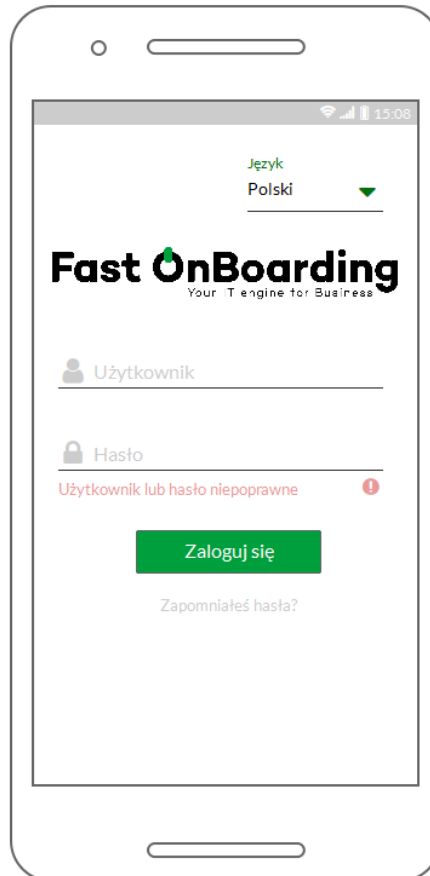 15:08
Język
Polski
Fast OnBoarding
Your IT engine for Business
Użytkownik
Hasło
Użytkownik lub hasło niepoprawne
Zaloguj się
Zapomniałeś hasła?